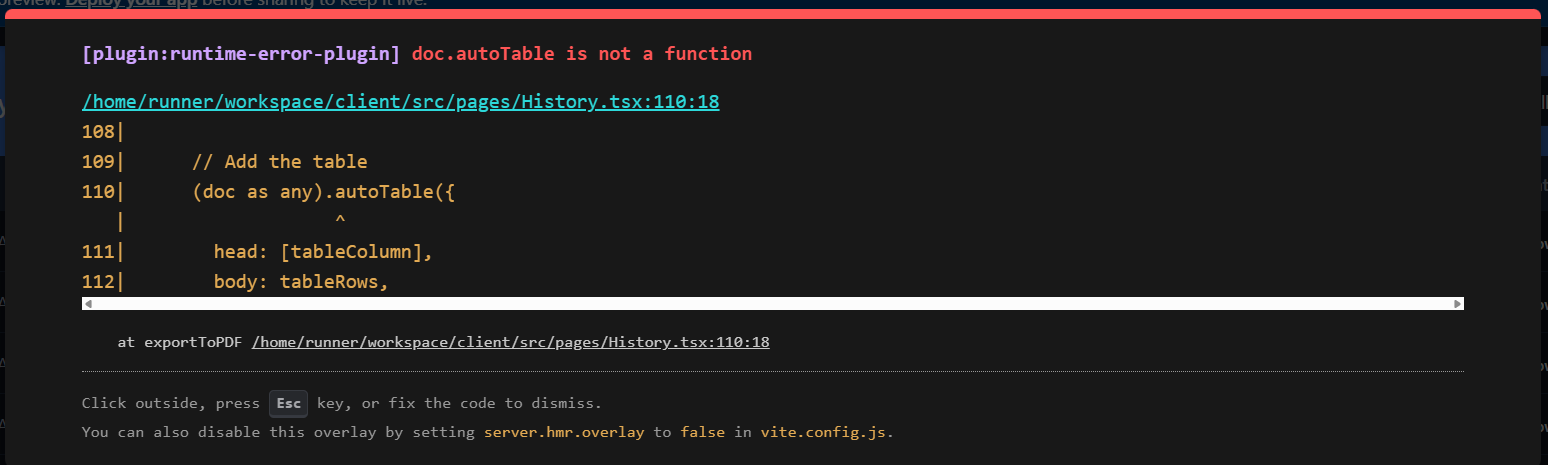 preview. Deploy your app before sharing to keep it live.
[plugin:runtime-error-plugin] doc.autoTable is not a function
/home/runner/workspace/client/src/pages/History.tsx:110:18
108|
109|      // Add the table
110|      (doc as any).autoTable({
   |                   ^
111|        head: [tableColumn],
112|        body: tableRows,
at exportToPDF /home/runner/workspace/client/src/pages/History.tsx:110:18
Click outside, press Esc key, or fix the code to dismiss.
You can also disable this overlay by setting server.hmr.overlay to false in vite.config.js.